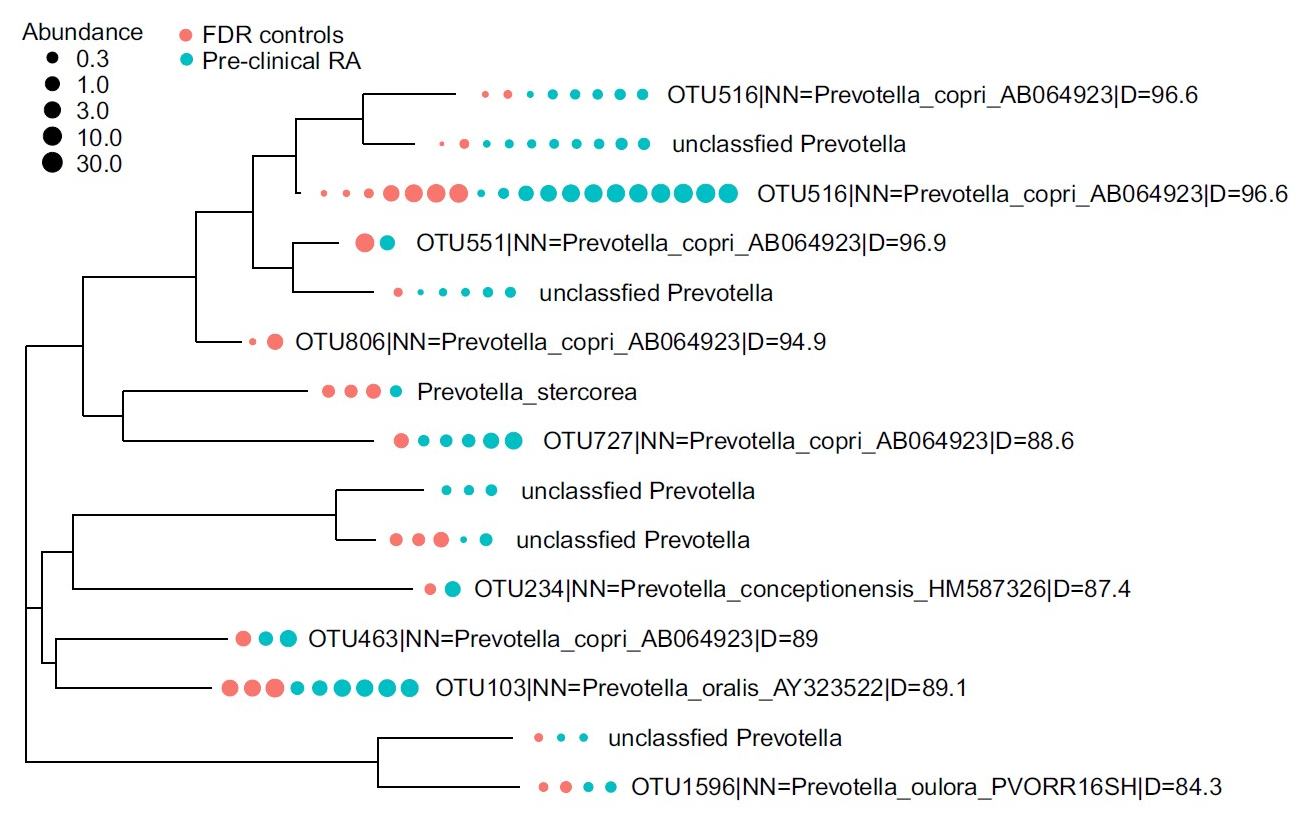 Abundance
0.3
1.0
3.0
10.0
30.0
FDR controls
Pre-clinical RA
OTU516|NN=Prevotella_copri_AB064923|D=96.6
unclassfied Prevotella
OTU516|NN=Prevotella_copri_AB064923|D=96.6
OTU551|NN=Prevotella_copri_AB064923|D=96.9
unclassfied Prevotella
OTU806|NN=Prevotella_copri_AB064923|D=94.9
Prevotella_stercorea
OTU727|NN=Prevotella_copri_AB064923|D=88.6
unclassfied Prevotella
unclassfied Prevotella
OTU234|NN=Prevotella_conceptionensis_HM587326|D=87.4
OTU463|NN=Prevotella_copri_AB064923|D=89
OTU103|NN=Prevotella_oralis_AY323522|D=89.1
unclassfied Prevotella
OTU1596|NN=Prevotella_oulora_PVORR16SH|D=84.3